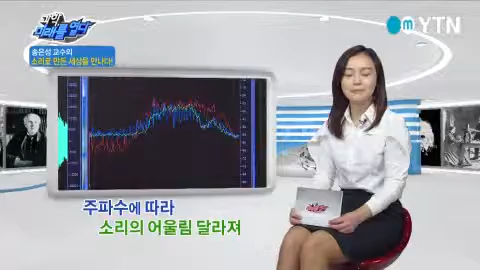 과학,
미래를 열다
YTN
송은성 교수의
소리로 만든 세상을 만나다!
주파수에 따라
소리의 어울림 달라져